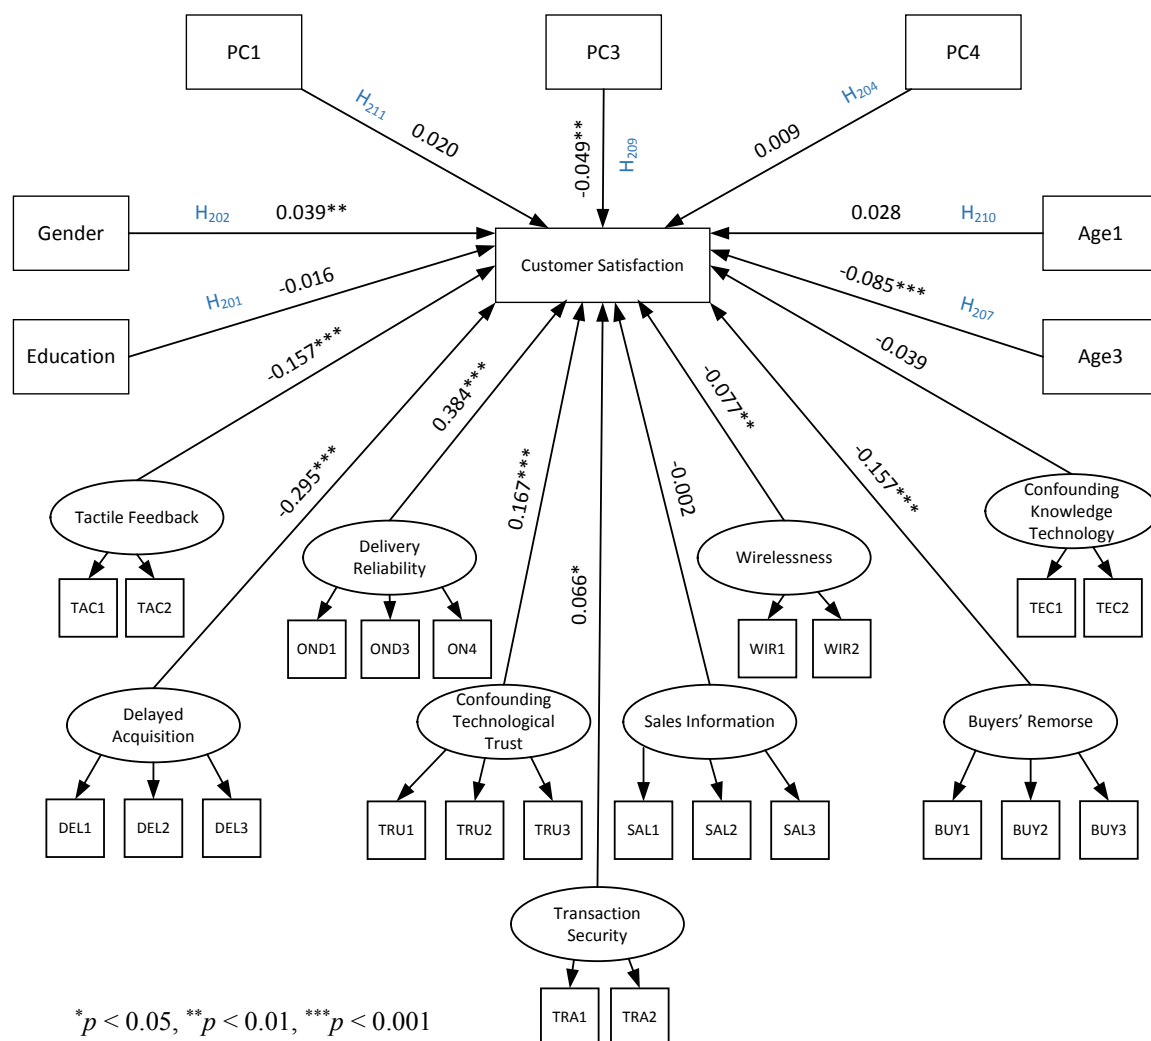 PC1
PC3
PC4
H₂₁₁
0.020
-0.049**
H₂₀₉
0.009
H₂₀₄
Gender
H₂₀₂
0.039**
Customer Satisfaction
0.028
H₂₁₀
Age1
Education
H₂₀₁
-0.016
-0.085***
H₂₀₇
Age3
-0.157***
-0.295***
0.384***
0.167***
0.066*
-0.002
-0.077**
-0.157***
-0.039
Tactile Feedback
TAC1
TAC2
Delivery
Reliability
OND1
OND3
ON4
Wirelessness
WIR1
WIR2
Confounding
Knowledge
Technology
TEC1
TEC2
Delayed
Acquisition
DEL1
DEL2
DEL3
Confounding
Technological
Trust
TRU1
TRU2
TRU3
Sales Information
SAL1
SAL2
SAL3
Buyers’ Remorse
BUY1
BUY2
BUY3
Transaction
Security
TRA1
TRA2
*p < 0.05, **p < 0.01, ***p < 0.001